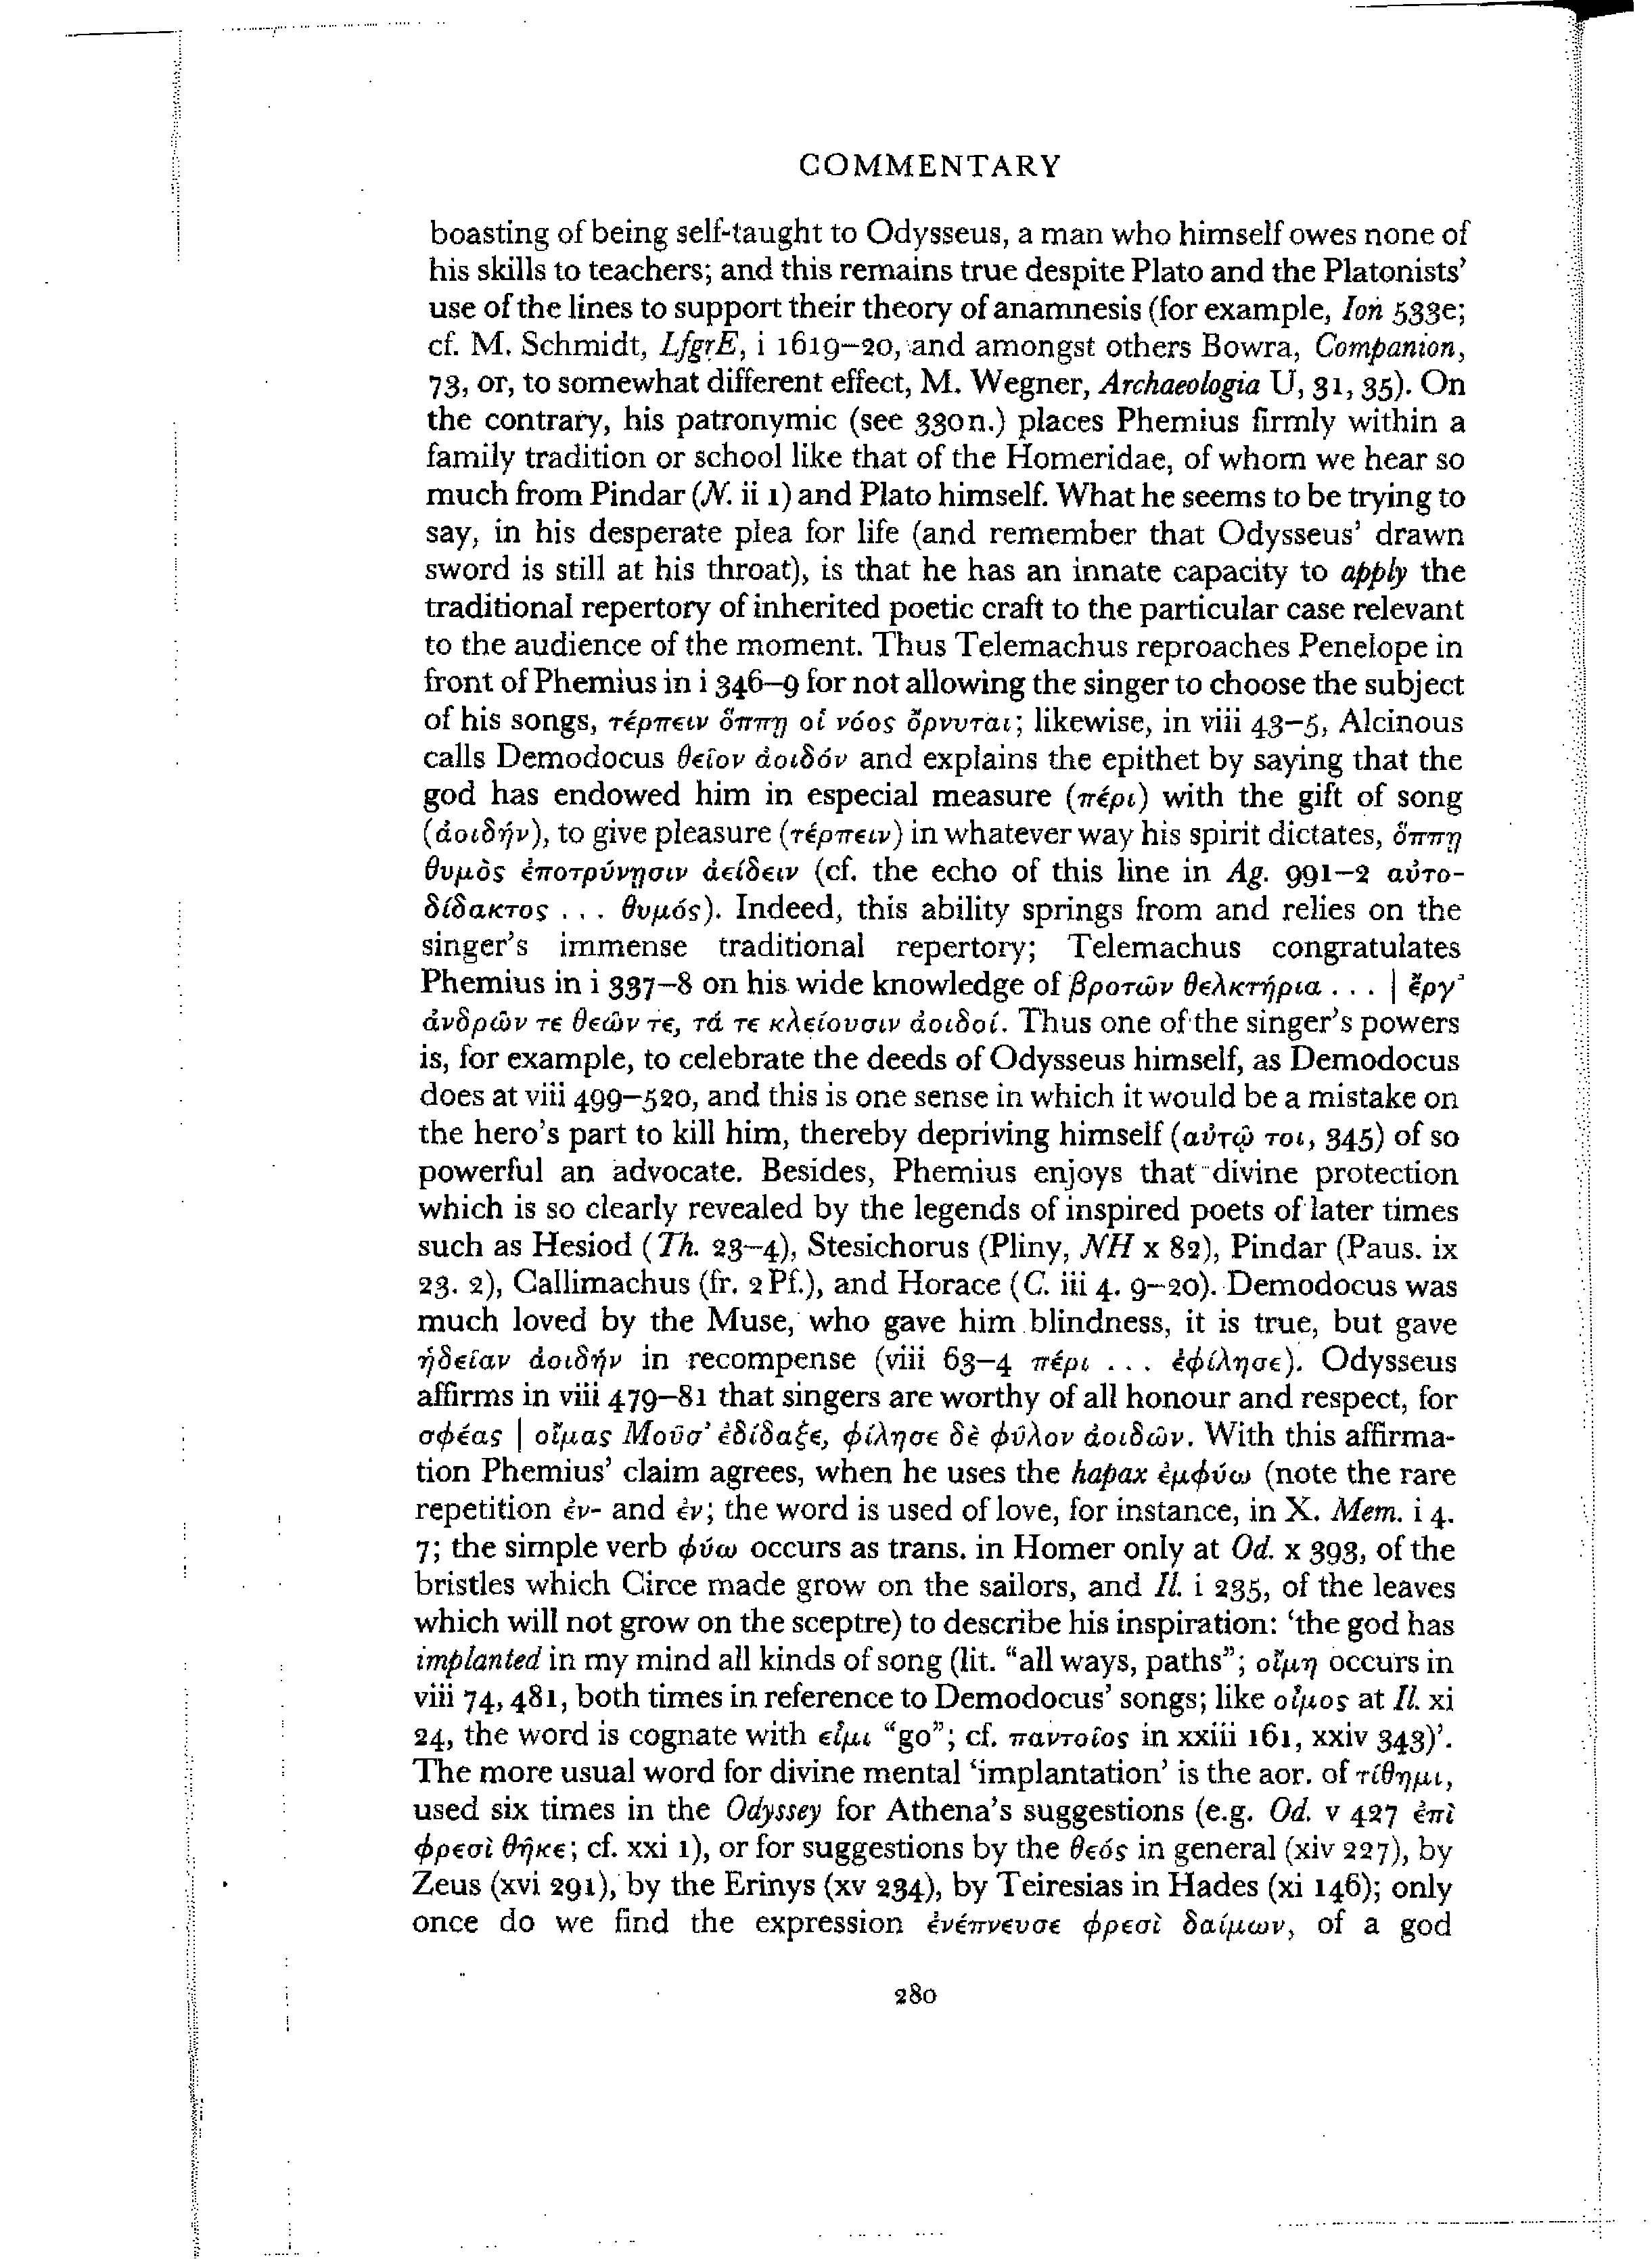 COMMENTARY
boasting of being self-taught to Odysseus, a man who himself owes none of
his skills to teachers; and this remains true despite Plato and the Platonists’
use of the lines to support their theory of anamnesis (for example, Ion 533e;
cf. M. Schmidt, LfgrE, i 1619–20, and amongst others Bowra, Companion,
73, or, to somewhat different effect, M. Wegner, Archaeologia U, 31, 35). On
the contrary, his patronymic (see 330n.) places Phemius firmly within a
family tradition or school like that of the Homeridae, of whom we hear so
much from Pindar (N. ii 1) and Plato himself. What he seems to be trying to
say, in his desperate plea for life (and remember that Odysseus’ drawn
sword is still at his throat), is that he has an innate capacity to apply the
traditional repertory of inherited poetic craft to the particular case relevant
to the audience of the moment. Thus Telemachus reproaches Penelope in
front of Phemius in i 346–9 for not allowing the singer to choose the subject
of his songs, τέρπειν ὅππῃ οἱ νόος ὄρνυται; likewise, in viii 43–5, Alcinous
calls Demodocus θεῖον ἀοιδόν and explains the epithet by saying that the
god has endowed him in especial measure (πέρι) with the gift of song
(ἀοιδήν), to give pleasure (τέρπειν) in whatever way his spirit dictates, ὅππῃ
θυμὸς ἐποτρύνῃσιν ἀείδειν (cf. the echo of this line in Ag. 991–2 αὐτο-
δίδακτος . . . θυμός). Indeed, this ability springs from and relies on the
singer’s immense traditional repertory; Telemachus congratulates
Phemius in i 337–8 on his wide knowledge of βροτῶν θελκτήρια . . . | ἔργ’
ἀνδρῶν τε θεῶν τε, τά τε κλείουσιν ἀοιδοί. Thus one of the singer’s powers
is, for example, to celebrate the deeds of Odysseus himself, as Demodocus
does at viii 499–520, and this is one sense in which it would be a mistake on
the hero’s part to kill him, thereby depriving himself (αὐτῷ τοι, 345) of so
powerful an advocate. Besides, Phemius enjoys that divine protection
which is so clearly revealed by the legends of inspired poets of later times
such as Hesiod (Th. 23–4), Stesichorus (Pliny, NH x 82), Pindar (Paus. ix
23. 2), Callimachus (fr. 2 Pf.), and Horace (C. iii 4. 9–20). Demodocus was
much loved by the Muse, who gave him blindness, it is true, but gave
ἡδεῖαν ἀοιδήν in recompense (viii 63–4 πέρι . . . ἐφίλησε). Odysseus
affirms in viii 479–81 that singers are worthy of all honour and respect, for
σφέας | οἴμας Μοῦσ’ ἐδίδαξε, φίλησε δὲ φῦλον ἀοιδῶν. With this affirma-
tion Phemius’ claim agrees, when he uses the hapax ἐμφύω (note the rare
repetition ἐν- and ἐν; the word is used of love, for instance, in X. Mem. i 4.
7; the simple verb φύω occurs as trans. in Homer only at Od. x 393, of the
bristles which Circe made grow on the sailors, and Il. i 235, of the leaves
which will not grow on the sceptre) to describe his inspiration: ‘the god has
implanted in my mind all kinds of song (lit. “all ways, paths”; οἴμη occurs in
viii 74, 481, both times in reference to Demodocus’ songs; like οἶμος at Il. xi
24, the word is cognate with εἶμι “go”; cf. παντοῖος in xxiii 161, xxiv 343)’.
The more usual word for divine mental ‘implantation’ is the aor. of τίθημι,
used six times in the Odyssey for Athena’s suggestions (e.g. Od. v 427 ἐπὶ
φρεσὶ θῆκε; cf. xxi 1), or for suggestions by the θεός in general (xiv 227), by
Zeus (xvi 291), by the Erinys (xv 234), by Teiresias in Hades (xi 146); only
once do we find the expression ἐνέπνευσε φρεσὶ δαίμων, of a god
280